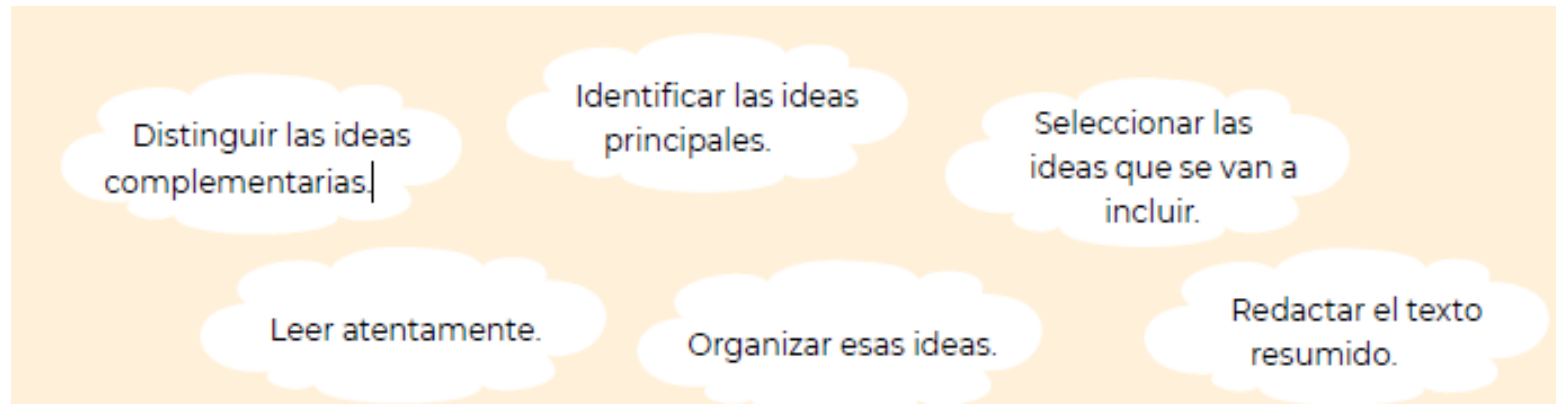 Distinguir las ideas
complementarias.
Identificar las ideas
principales.
Seleccionar las
ideas que se van a
incluir.
Leer atentamente.
Organizar esas ideas.
Redactar el texto
resumido.